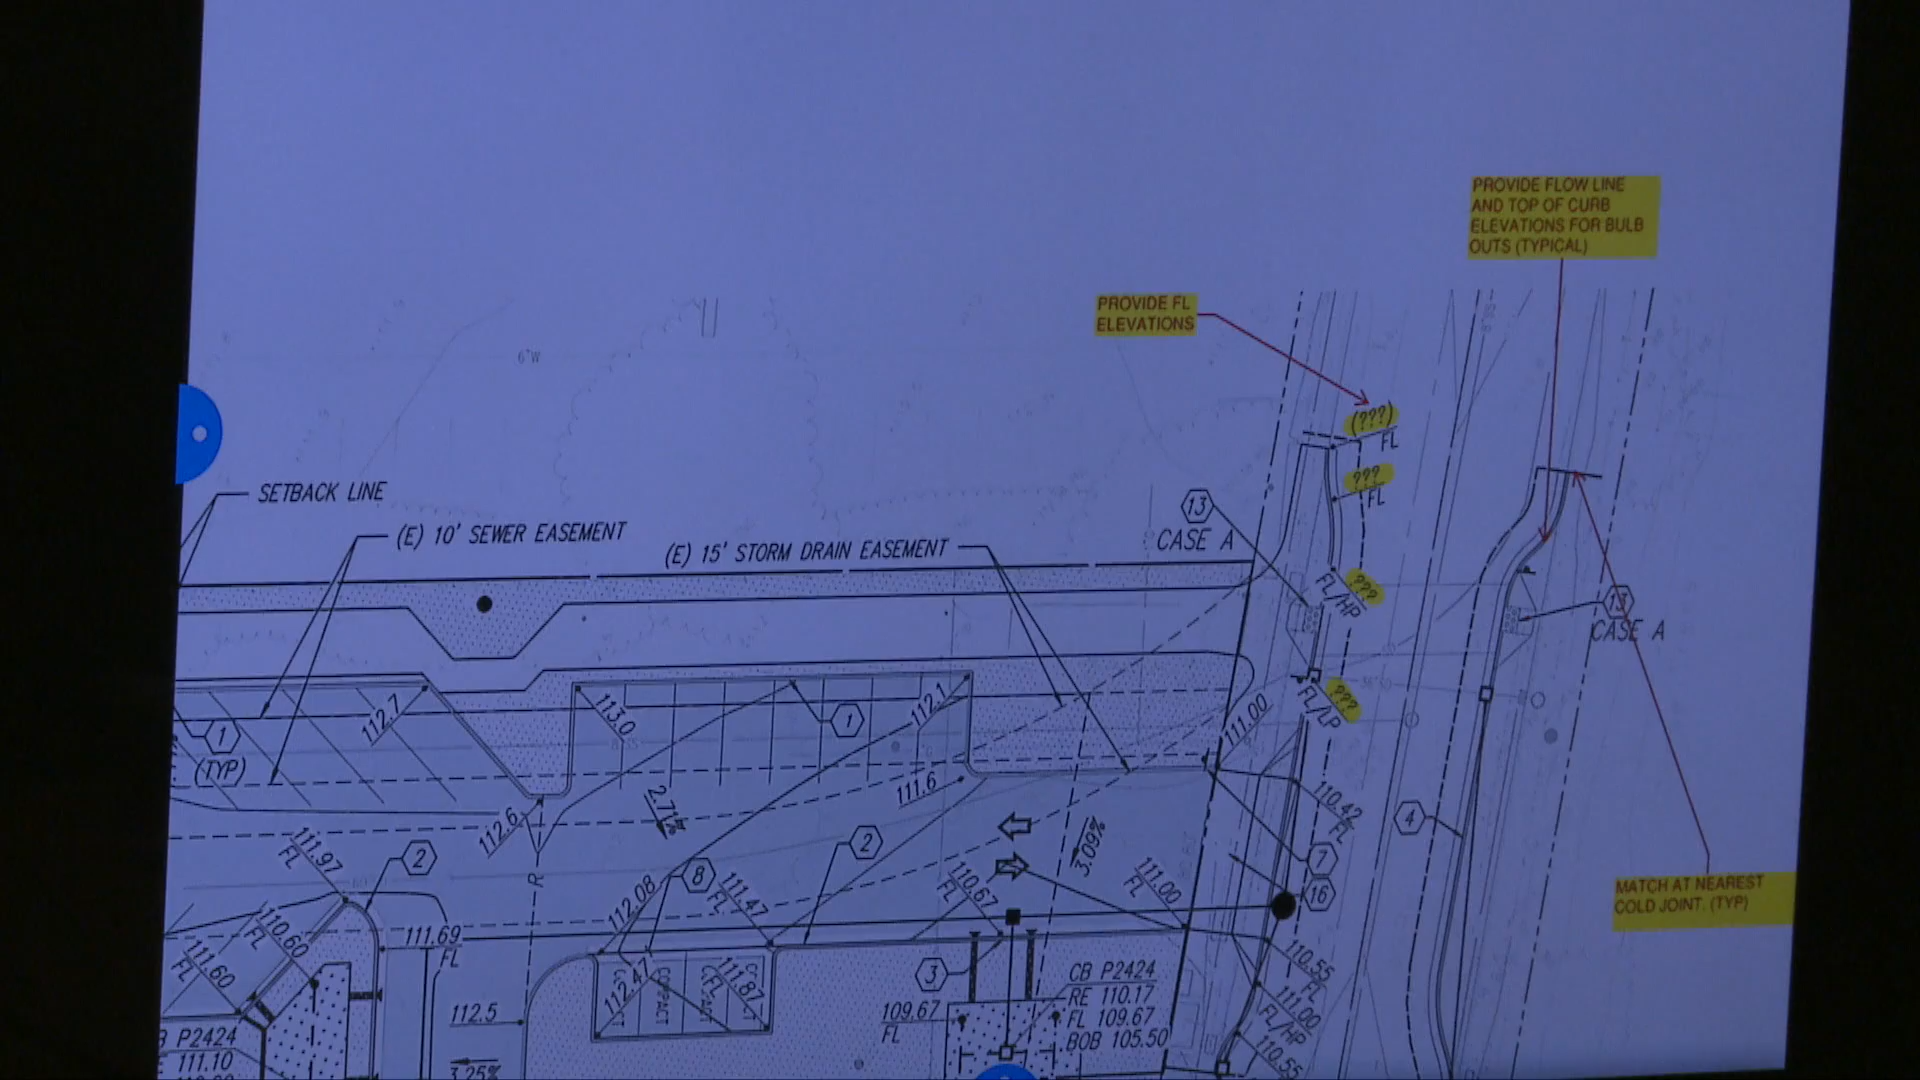 PROVIDE FLOW LINE
AND TOP OF CURB
ELEVATIONS FOR BULB
OUTS (TYPICAL)
PROVIDE FL
ELEVATIONS
6"W
(???)
FL
???
FL
SETBACK LINE
(E) 10' SEWER EASEMENT
(E) 15' STORM DRAIN EASEMENT
13
CASE A
???
FL/HP
13
CASE A
???
FL/LP
112.7
113.0
1
112.1
111.00
1
(TYP)
111.6
2.71%
112.6
110.42
FL
4
3.09%
2
7
111.97
FL
2
R
8
112.08
111.47
FL
110.67
FL
111.00
FL
16
MATCH AT NEAREST
COLD JOINT. (TYP)
110.60
FL
111.69
FL
111.60
FL
112.47
COMPACT
111.87
3
CB P2424
RE 110.17
FL 109.67
BOB 105.50
110.55
FL
111.00
FL/HP
112.5
109.67
FL
P2424
111.10
3.25%
110.55